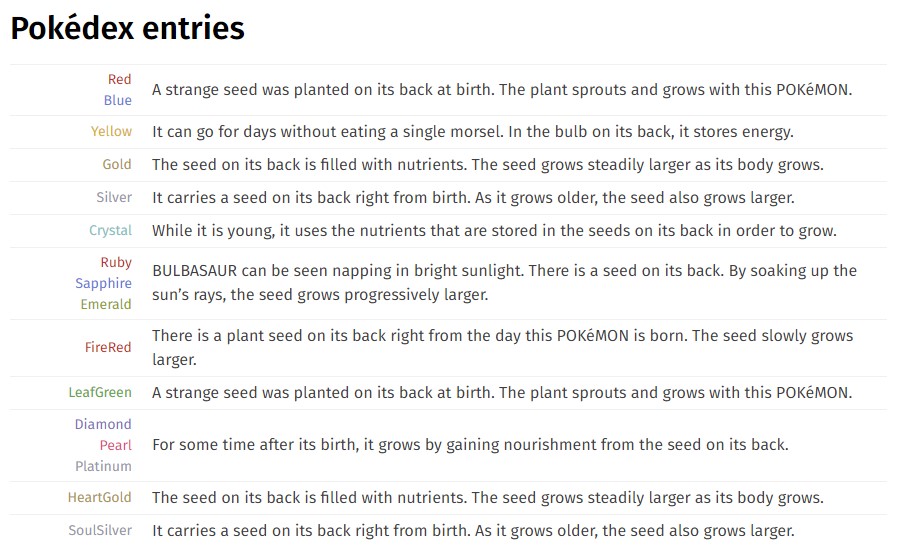 Pokédex entries
Red
Blue
A strange seed was planted on its back at birth. The plant sprouts and grows with this POKéMON.
Yellow
It can go for days without eating a single morsel. In the bulb on its back, it stores energy.
Gold
The seed on its back is filled with nutrients. The seed grows steadily larger as its body grows.
Silver
It carries a seed on its back right from birth. As it grows older, the seed also grows larger.
Crystal
While it is young, it uses the nutrients that are stored in the seeds on its back in order to grow.
Ruby
Sapphire
Emerald
BULBASAUR can be seen napping in bright sunlight. There is a seed on its back. By soaking up the
sun’s rays, the seed grows progressively larger.
FireRed
There is a plant seed on its back right from the day this POKéMON is born. The seed slowly grows
larger.
LeafGreen
A strange seed was planted on its back at birth. The plant sprouts and grows with this POKéMON.
Diamond
Pearl
Platinum
For some time after its birth, it grows by gaining nourishment from the seed on its back.
HeartGold
The seed on its back is filled with nutrients. The seed grows steadily larger as its body grows.
SoulSilver
It carries a seed on its back right from birth. As it grows older, the seed also grows larger.